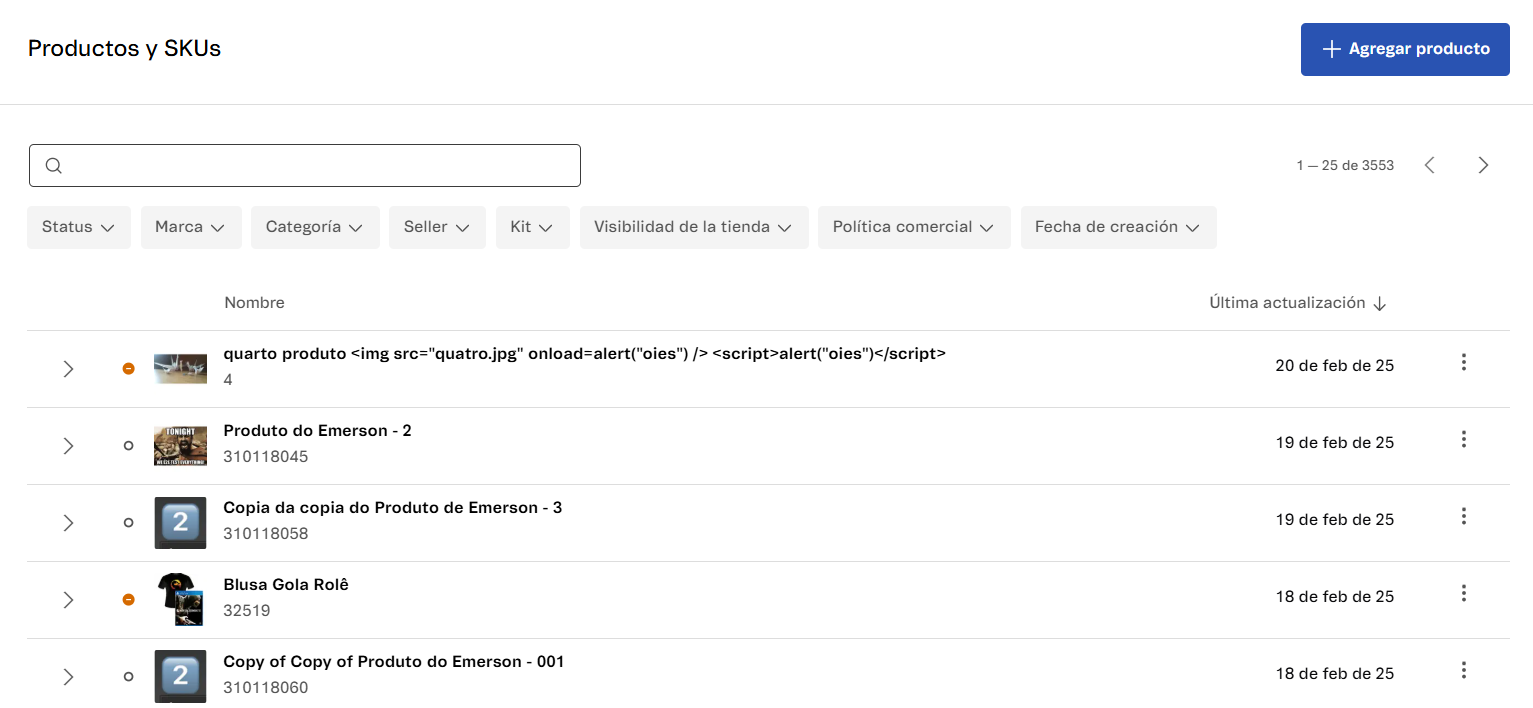 Productos y SKUs
Agregar producto
1 — 25 de 3553
Status
Marca
Categoría
Seller
Kit
Visibilidad de la tienda
Política comercial
Fecha de creación
Nombre
Última actualización
quarto produto <img src="quatro.jpg" onload=alert("oies") /> <script>alert("oies")</script>
4
20 de feb de 25
TONIGHT
Produto do Emerson - 2
310118045
19 de feb de 25
2
Copia da copia do Produto de Emerson - 3
310118058
19 de feb de 25
Blusa Gola Rolê
32519
18 de feb de 25
2
Copy of Copy of Produto do Emerson - 001
310118060
18 de feb de 25